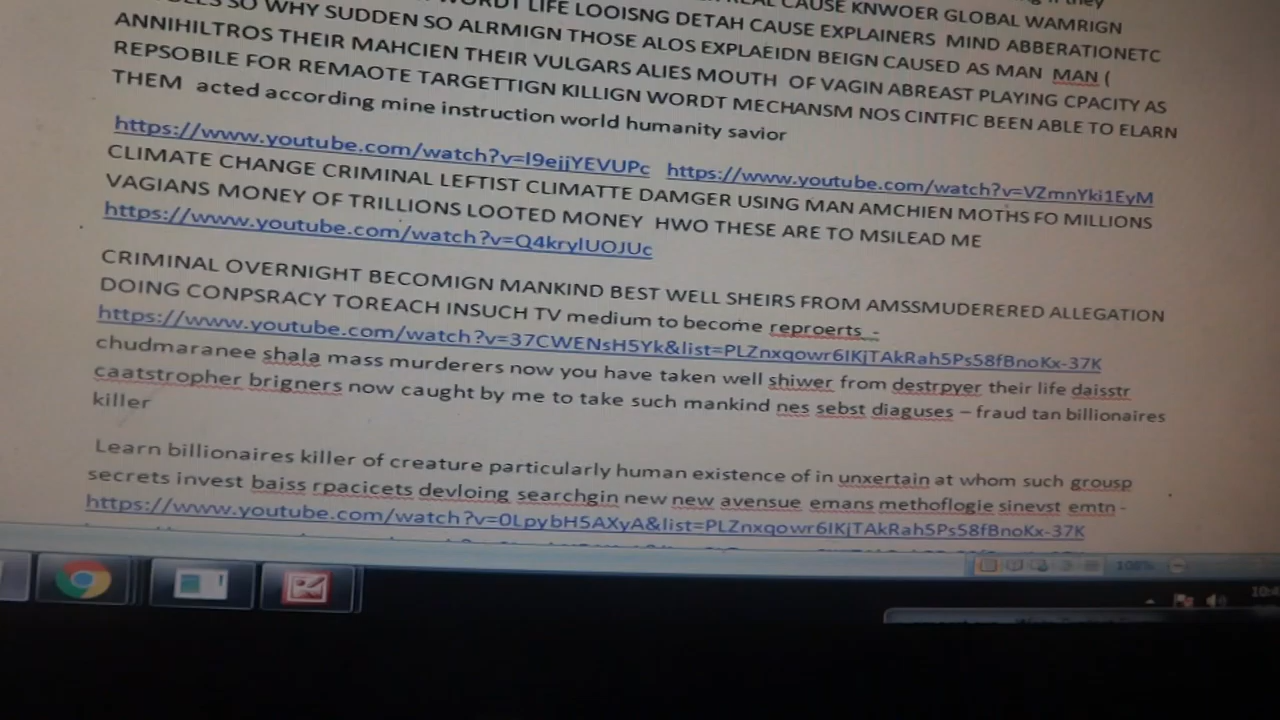 CAUSE KNWOER GLOBAL WAMRIGN
LIFE LOOISNG DETAH CAUSE EXPLAINERS MIND ABBERATIONETC
SO WHY SUDDEN SO ALRMIGN THOSE ALOS EXPLAEIDN BEIGN CAUSED AS MAN MAN (
ANNIHILTROS THEIR MAHCIEN THEIR VULGARS ALIES MOUTH OF VAGIN ABREAST PLAYING CPACITY AS
REPSOBILE FOR REMAOTE TARGETTIGN KILLIGN WORDT MECHANSM NOS CINTFIC BEEN ABLE TO ELARN
THEM acted according mine instruction world humanity savior
https://www.youtube.com/watch?v=l9ejjYEVUPc https://www.youtube.com/watch?v=VZmnYki1EyM
CLIMATE CHANGE CRIMINAL LEFTIST CLIMATTE DAMGER USING MAN AMCHIEN MOTHS FO MILLIONS
VAGIANS MONEY OF TRILLIONS LOOTED MONEY HWO THESE ARE TO MSILEAD ME
https://www.youtube.com/watch?v=Q4krylUOJUc
CRIMINAL OVERNIGHT BECOMIGN MANKIND BEST WELL SHEIRS FROM AMSSMUDERERED ALLEGATION
DOING CONPSRACY TOREACH INSUCH TV medium to become reproerts -
https://www.youtube.com/watch?v=37CWENsH5Yk&list=PLZnxqowr6IKjTAkRah5Ps58fBnoKx-37K
chudmaranee shala mass murderers now you have taken well shiwer from destrpyer their life daisstr
caatstropher brigners now caught by me to take such mankind nes sebst diaguses – fraud tan billionaires
killer
Learn billionaires killer of creature particularly human existence of in unxertain at whom such grousp
secrets invest baiss rpacicets devloing searchgin new new avensue emans methoflogie sinevst emtn -
https://www.youtube.com/watch?v=0LpybH5AXyA&list=PLZnxqowr6IKjTAkRah5Ps58fBnoKx-37K
108%